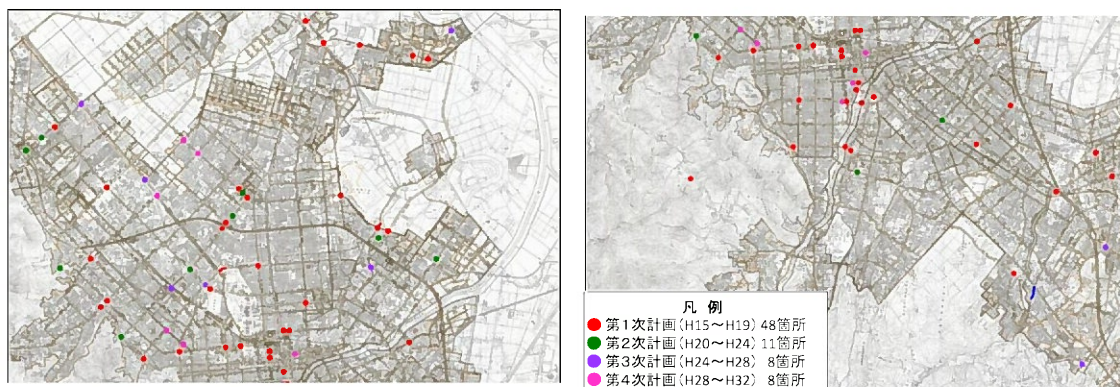 凡 例
第1次計画(H15～H19) 48箇所
第2次計画(H20～H24) 11箇所
第3次計画(H24～H28) 8箇所
第4次計画(H28～H32) 8箇所